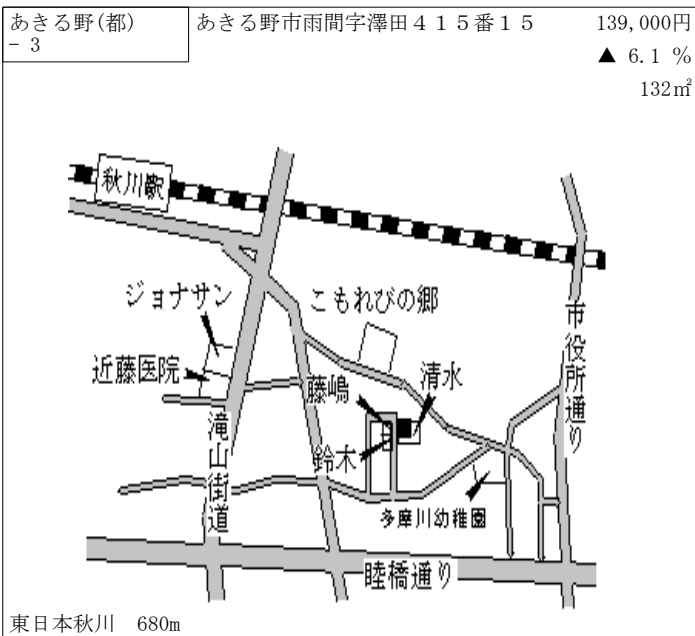 あきる野(都)
- 3
あきる野市雨間字澤田４１５番１５
139,000円
▲ 6.1 %
132㎡
秋川駅
ジョナサン
こもれびの郷
市役所通り
近藤医院
藤嶋
清水
滝山街道
鈴木
多摩川幼稚園
睦橋通り
東日本秋川　680m